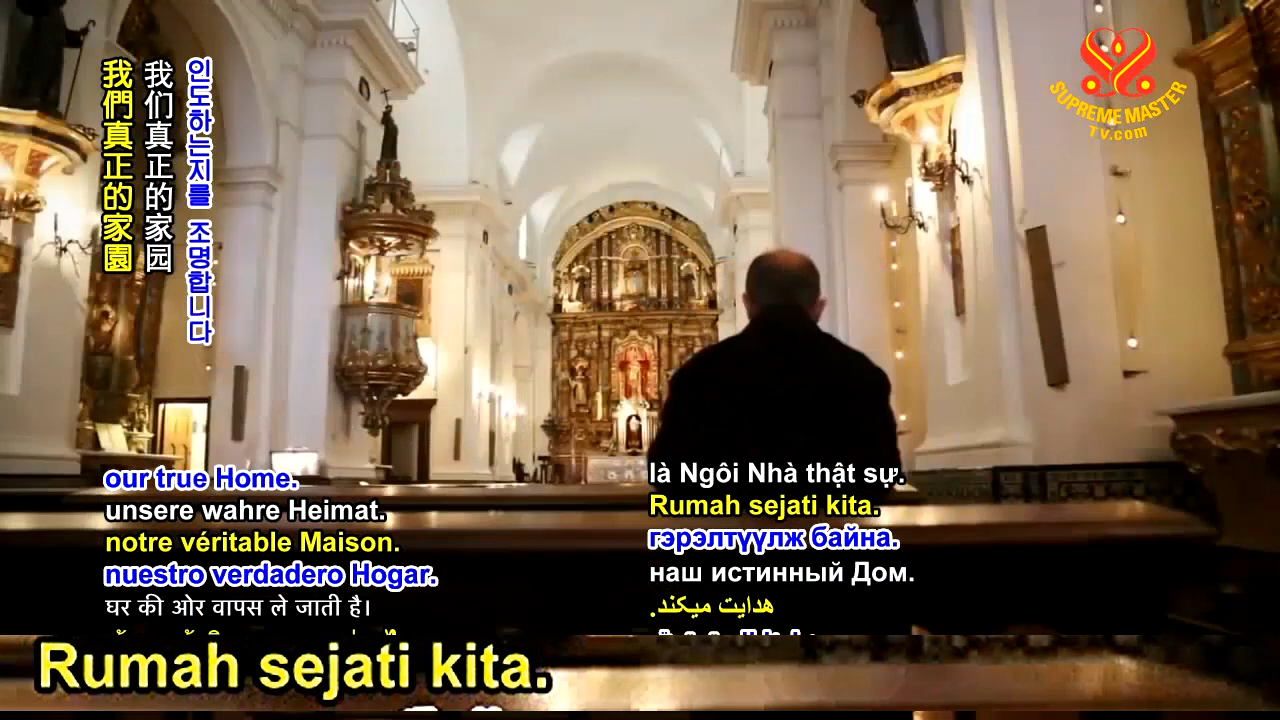 我們真正的家園
我们真正的家园
인도하는지를 조명합니다
SUPREME MASTER
TV.com
our true Home.
unsere wahre Heimat.
notre véritable Maison.
nuestro verdadero Hogar.
घर की ओर वापस ले जाती है।
là Ngôi Nhà thật sự.
Rumah sejati kita.
гэрэлтүүлж байна.
наш истинный Дом.
هدایت میکند.
Rumah sejati kita.